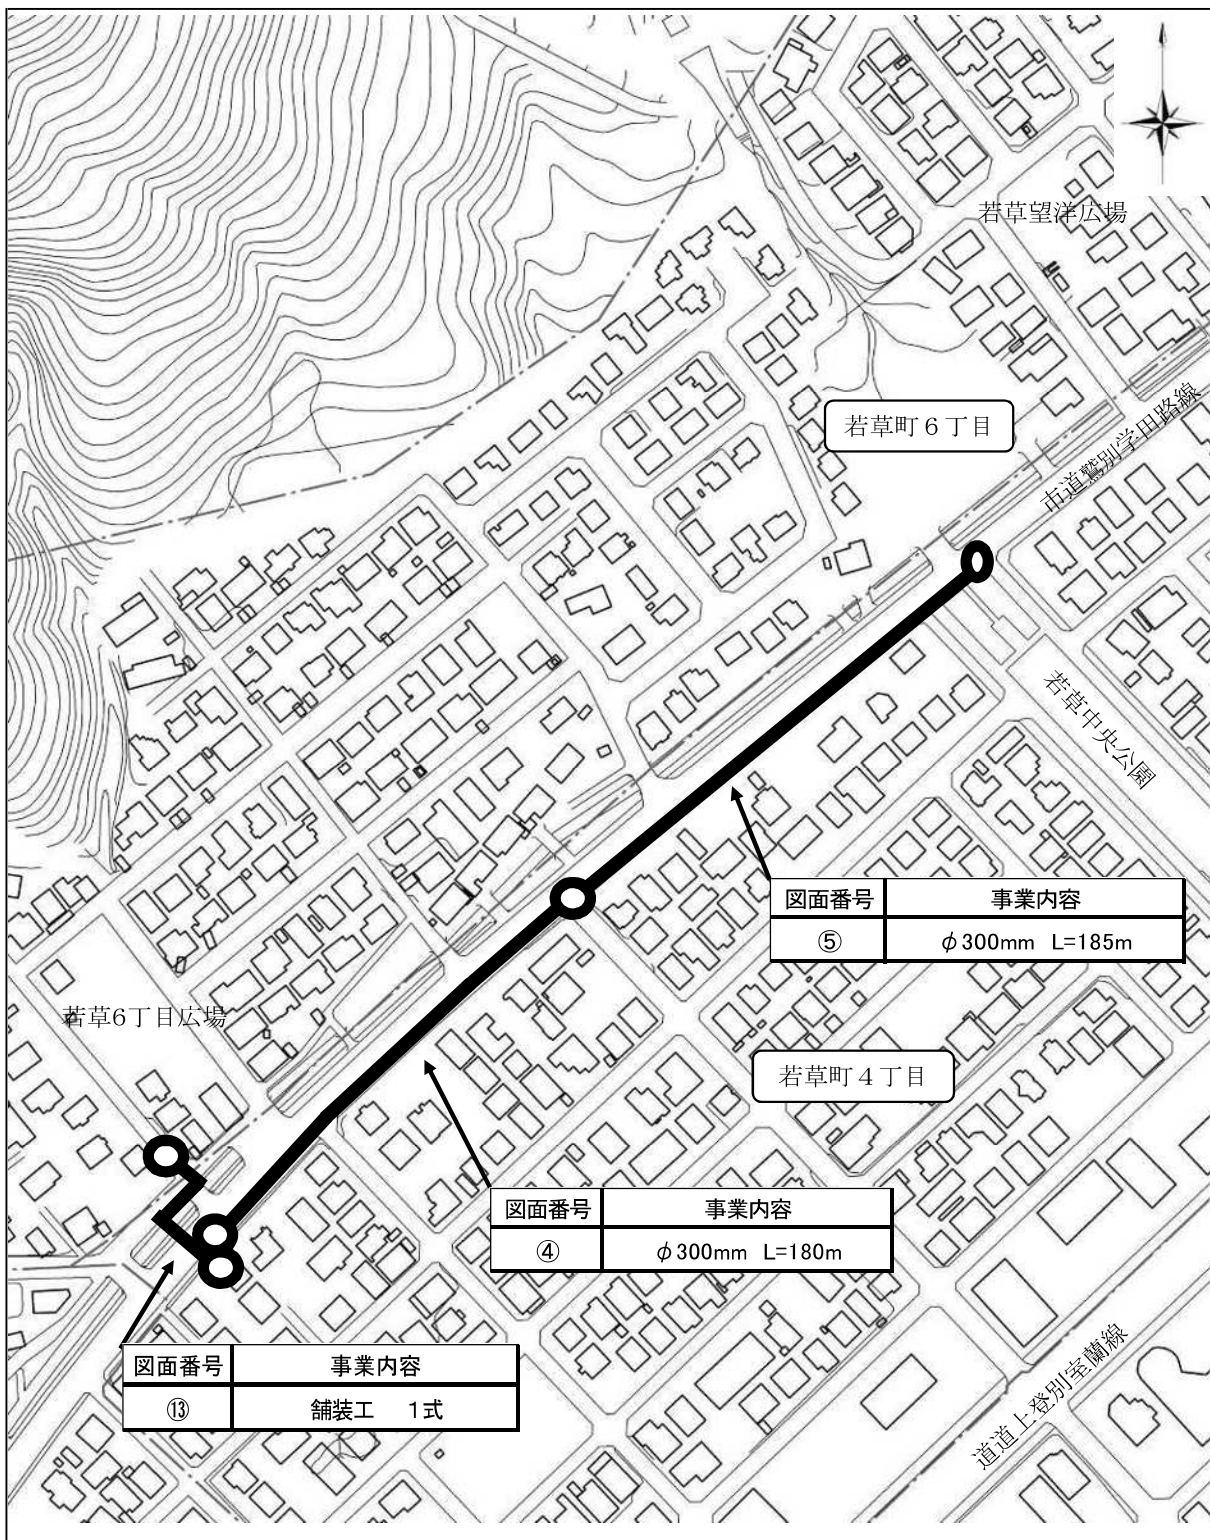 若草望洋広場
若草町６丁目
市道鷲別学田路線
若草中央公園
図面番号 事業内容
⑤ φ300mm L=185m
若草6丁目広場
若草町４丁目
図面番号 事業内容
④ φ300mm L=180m
図面番号 事業内容
⑬ 舗装工 1式
道道上登別室蘭線